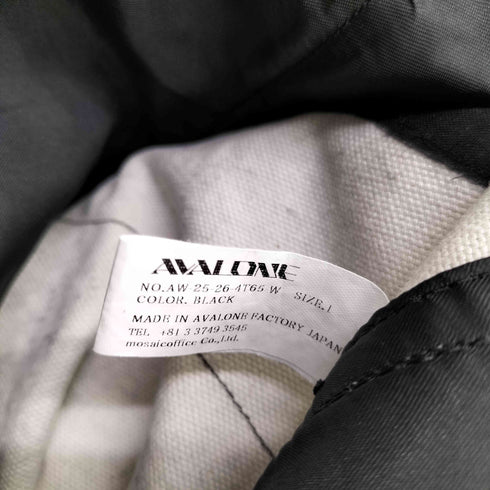 AVALONE
NO.AW 25-26-4T65 W SIZE.1
COLOR. BLACK
MADE IN AVALONE FACTORY JAPAN
TEL +81 3 3749 3545
mosaicoffice Co,.Ltd.